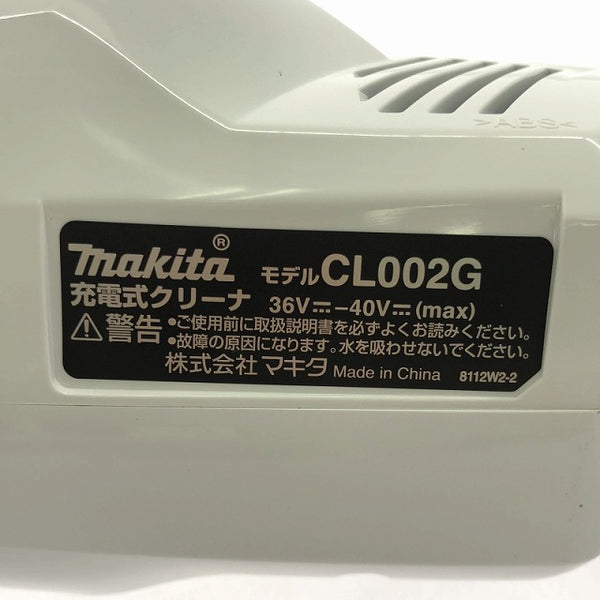 >ABS<
makita® モデルCL002G
充電式クリーナ 36V⎓-40V⎓(max)
⚠警告 •ご使用前に取扱説明書を必ずよくお読みください。
•故障の原因になります。水を吸わせないでください。
株式会社マキタ Made in China 8112W2-2